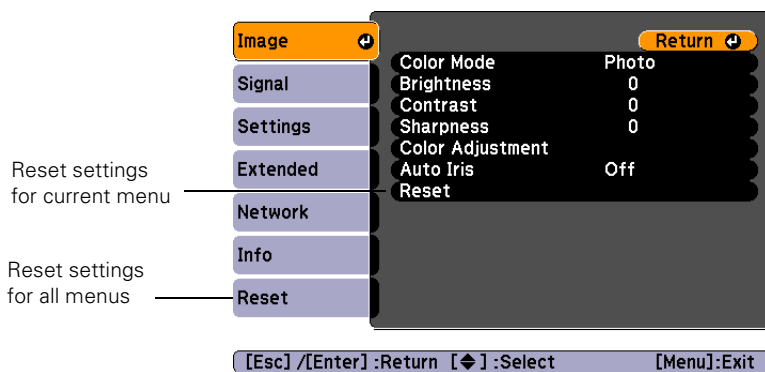 Image
Signal
Settings
Extended
Network
Info
Reset
Return
Color Mode Photo
Brightness 0
Contrast 0
Sharpness 0
Color Adjustment
Auto Iris Off
Reset
Reset settings
for current menu
Reset settings
for all menus
[Esc] /[Enter] :Return [◆] :Select [Menu]:Exit